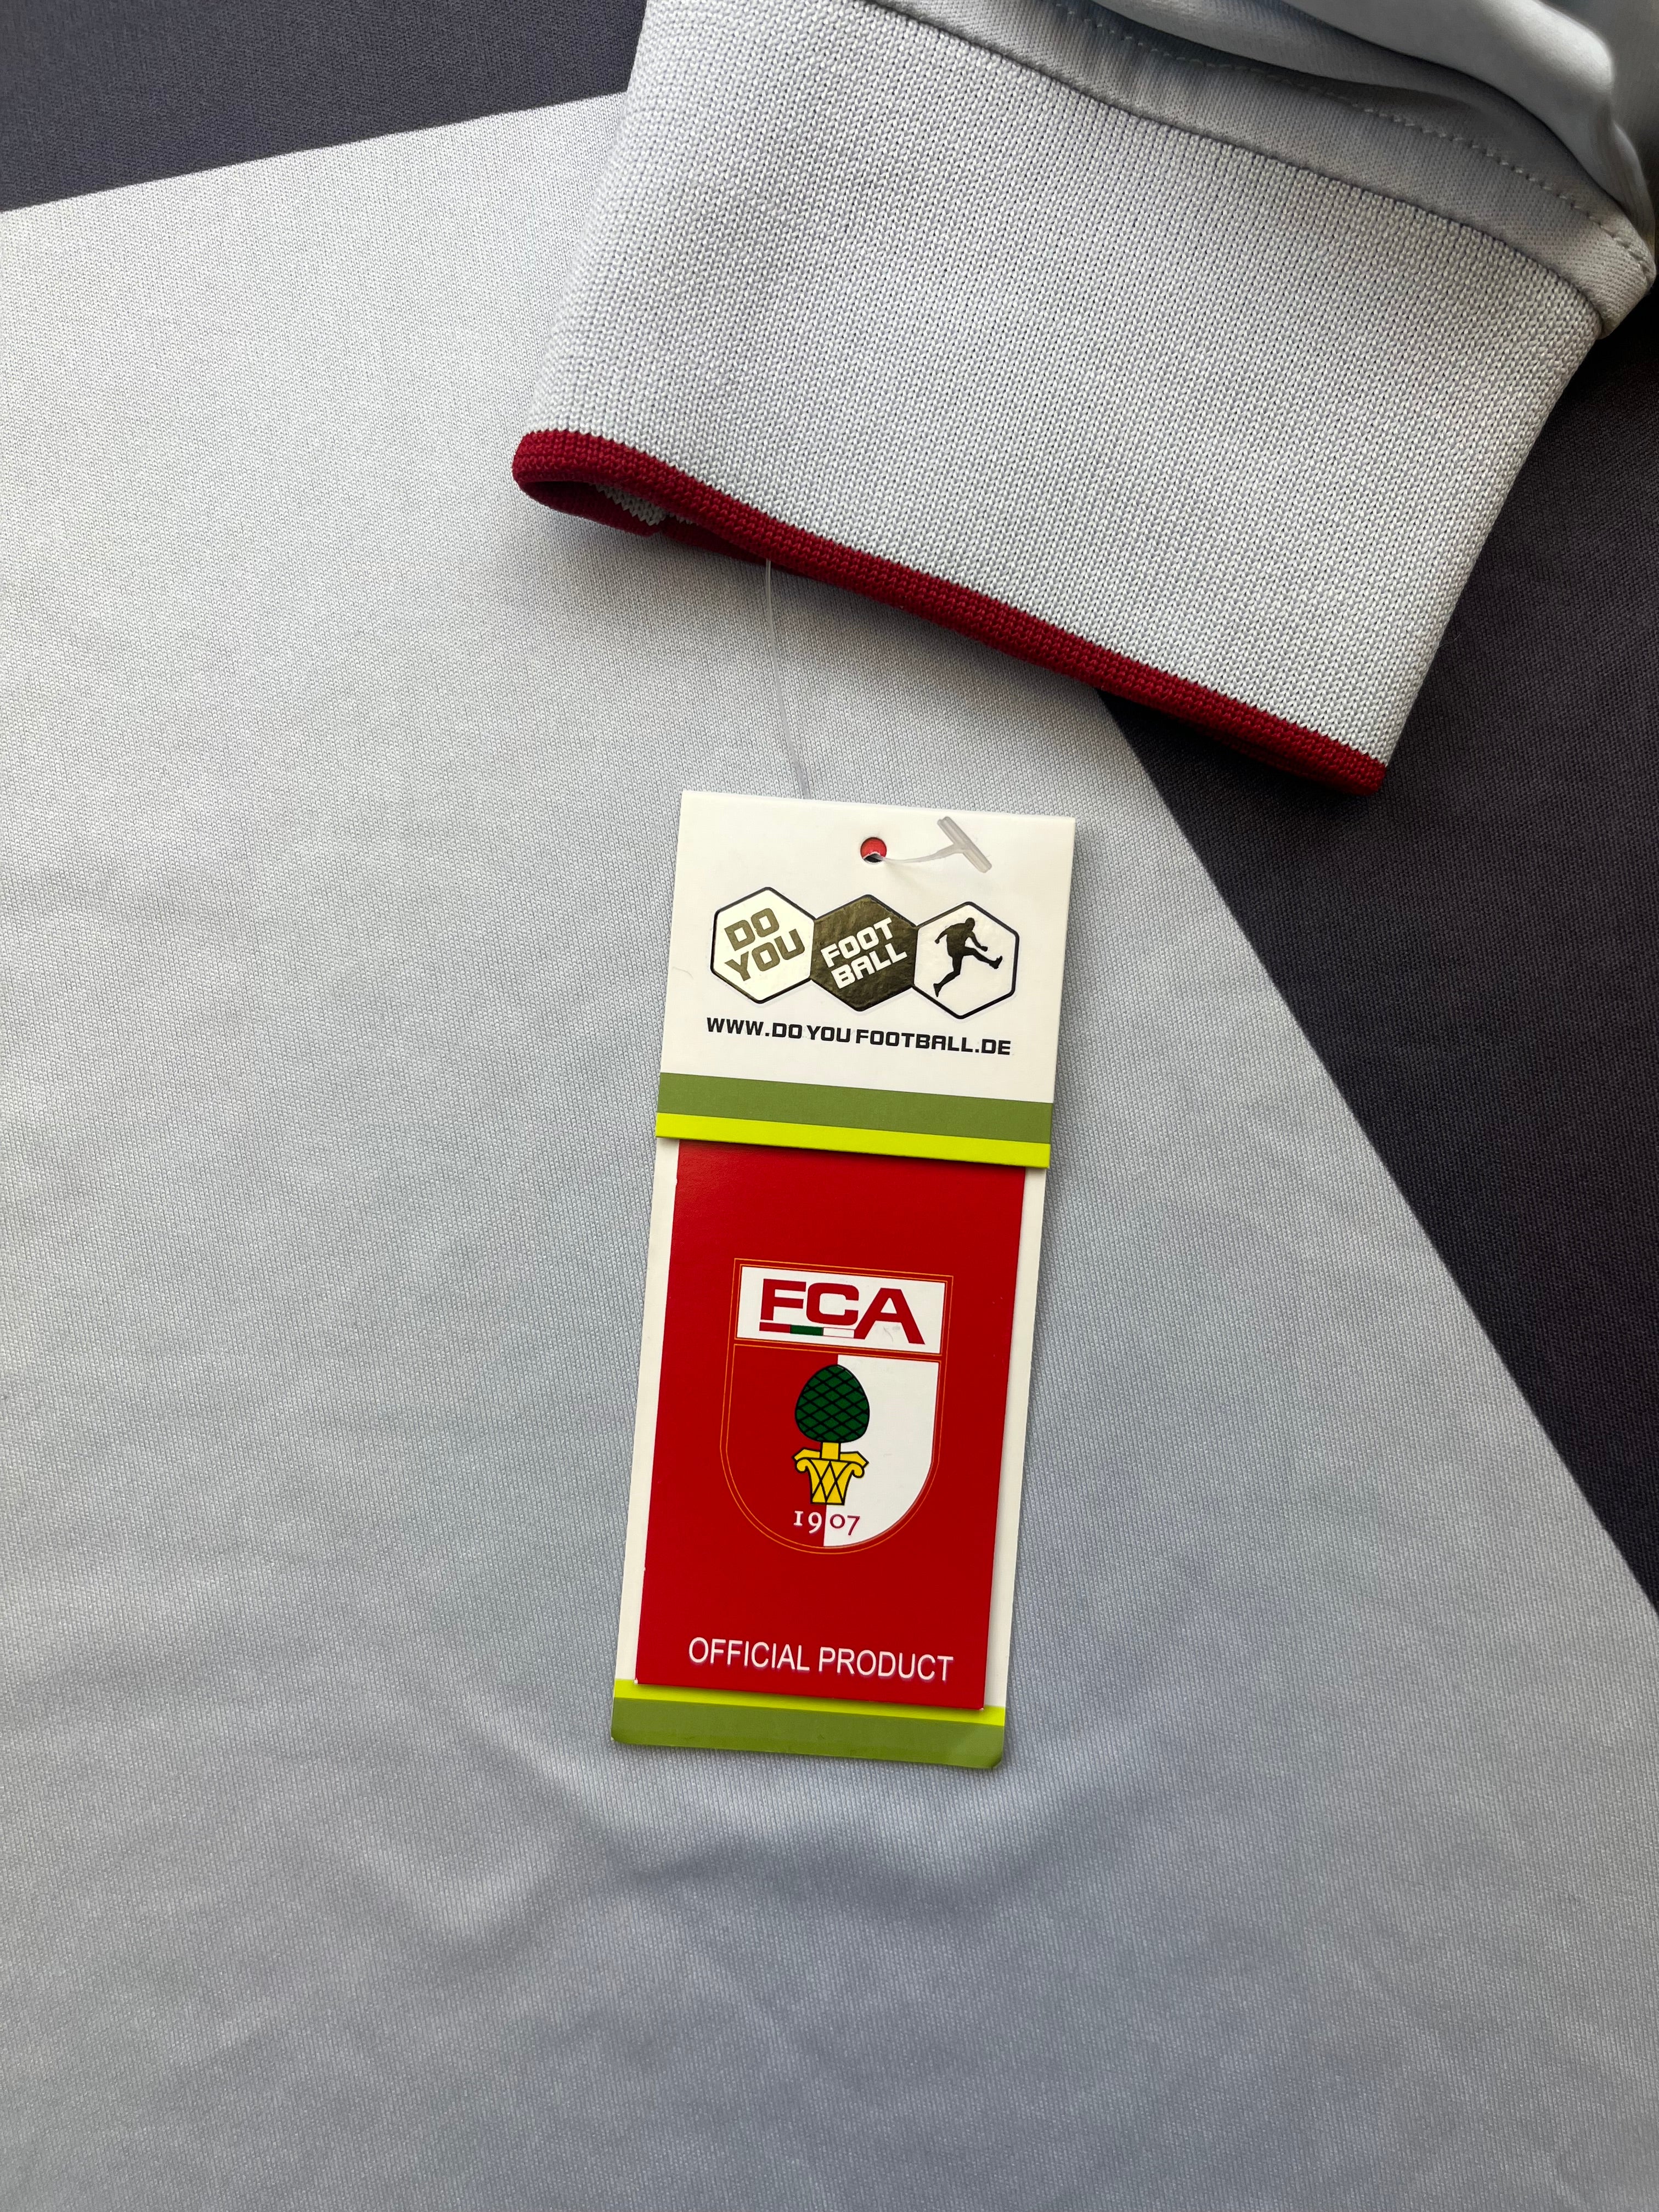 DO
YOU
FOOT
BALL
WWW.DOYOUFOOTBALL.DE
FCA
1907
OFFICIAL PRODUCT